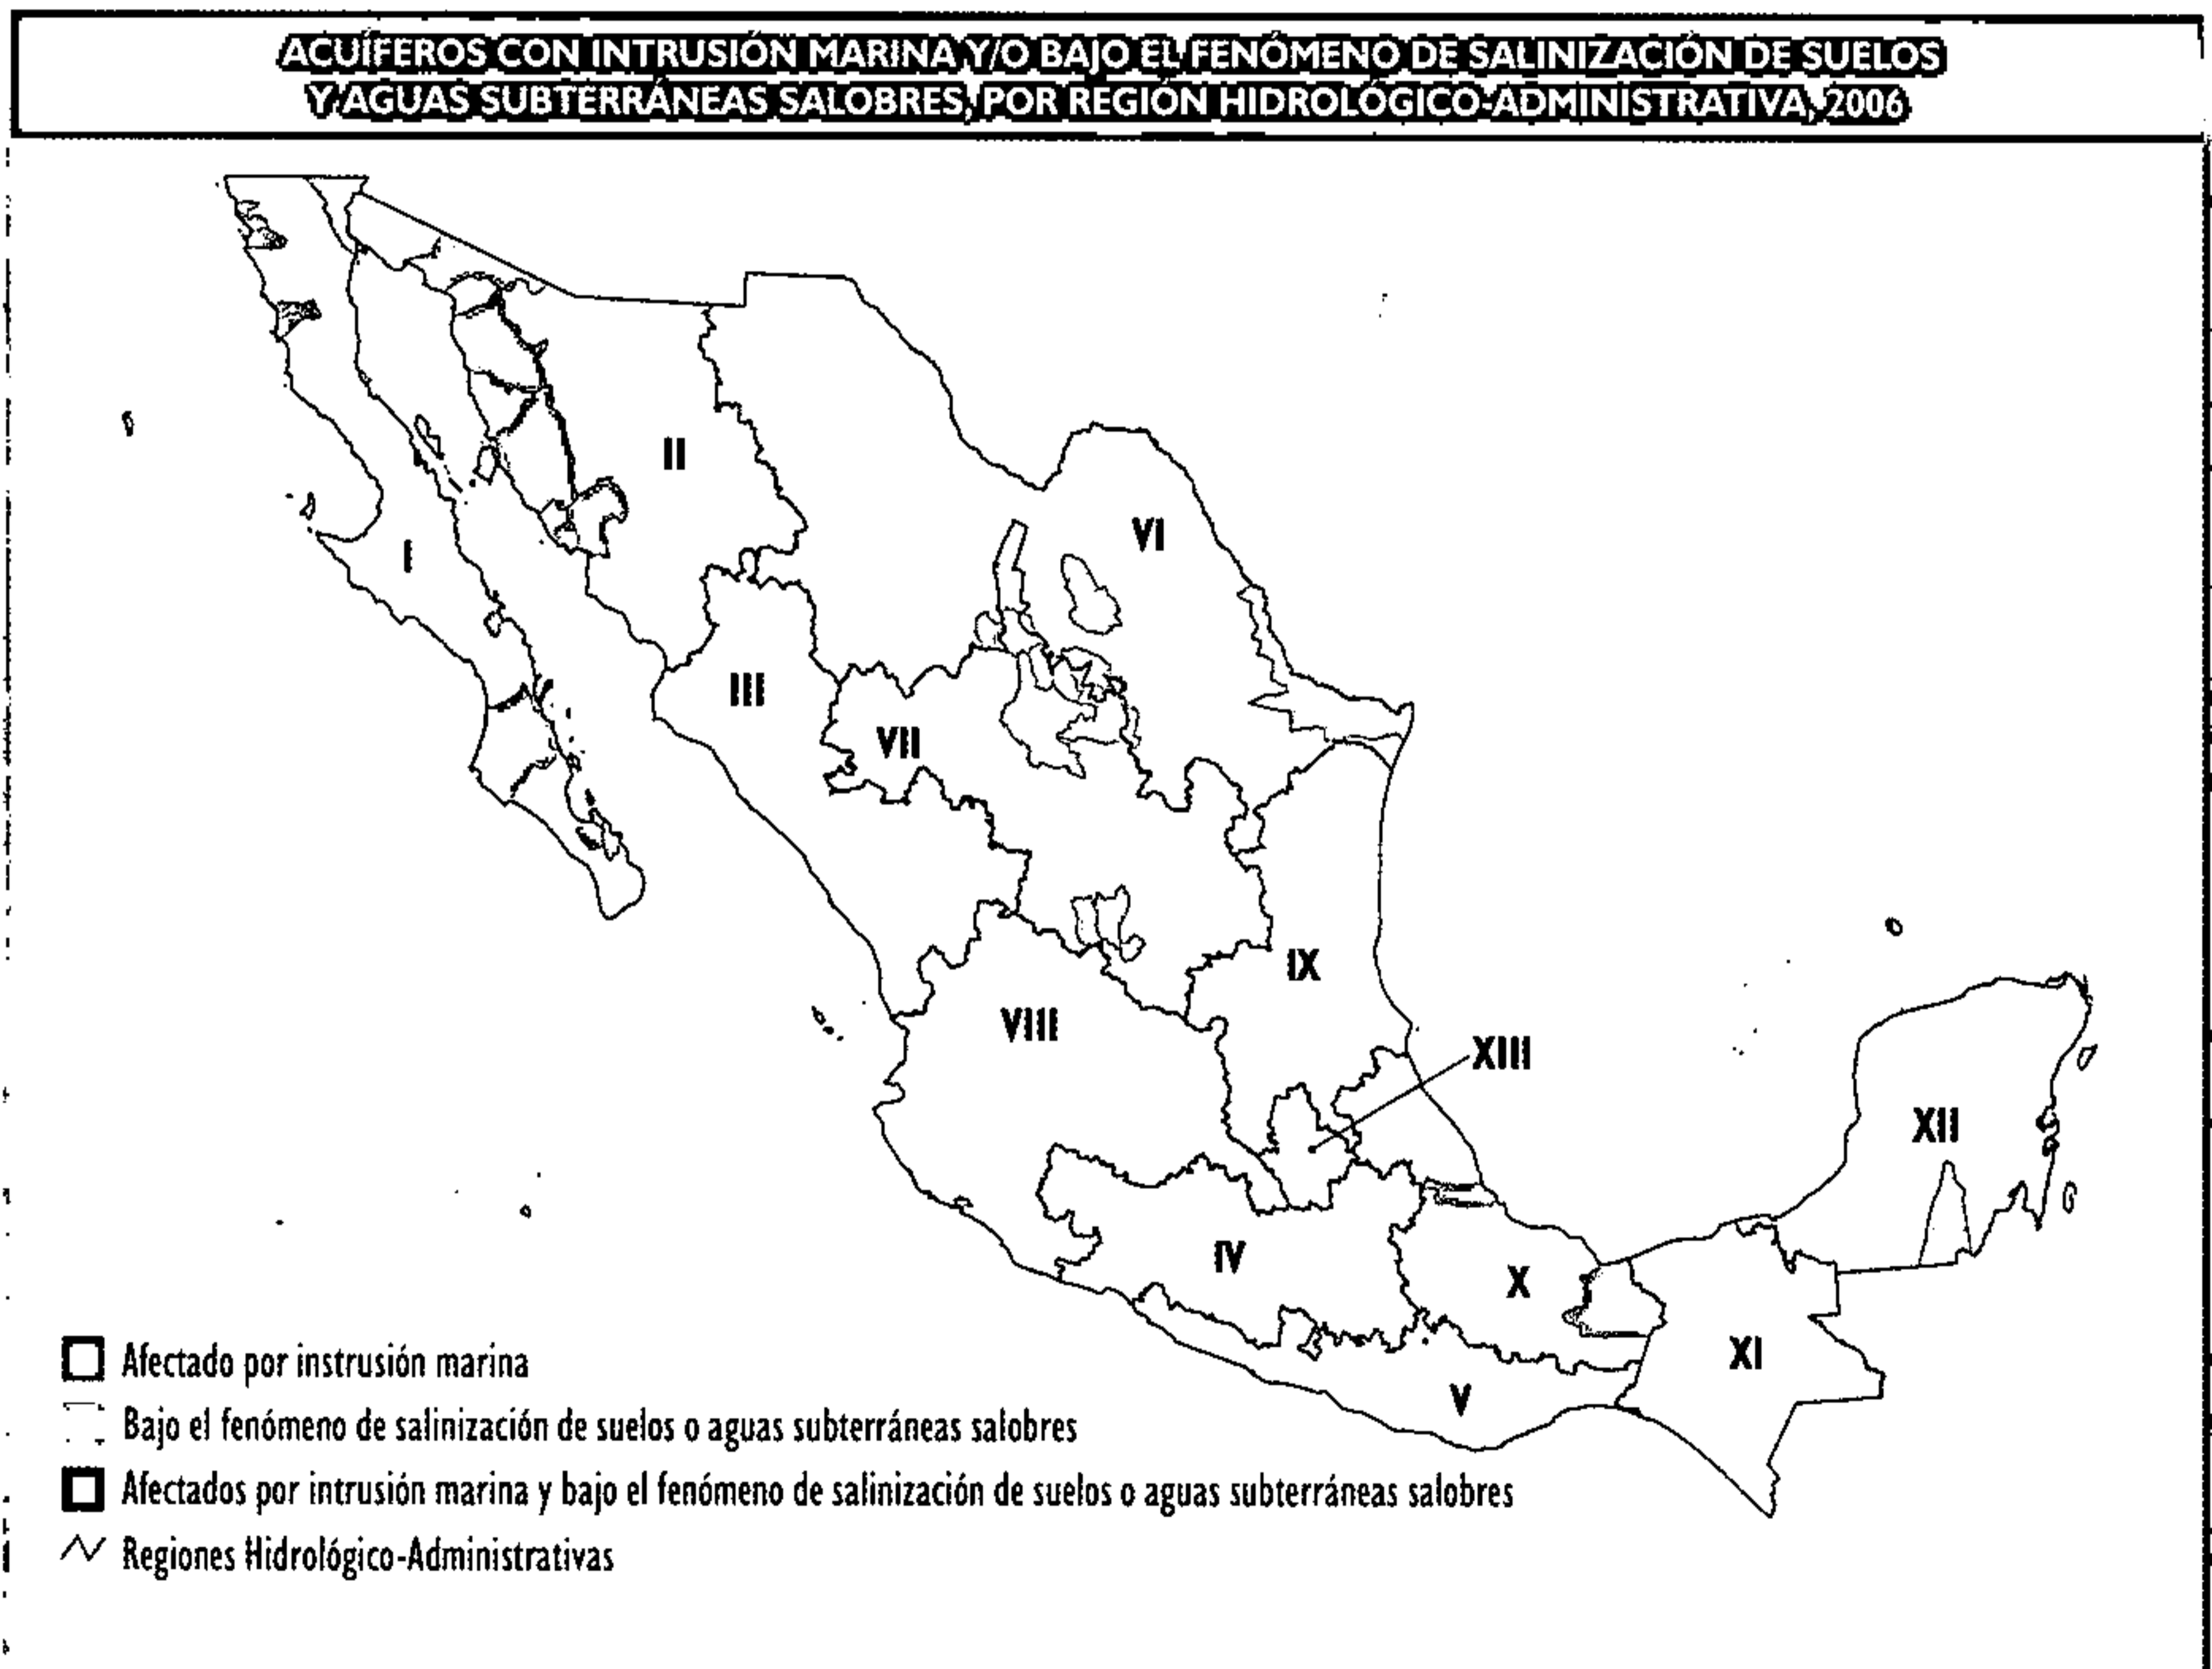 ACUÍFEROS CON INTRUSIÓN MARINA Y/O BAJO EL FENÓMENO DE SALINIZACIÓN DE SUELOS
Y AGUAS SUBTERRÁNEAS SALOBRES, POR REGIÓN HIDROLÓGICO-ADMINISTRATIVA, 2006
II
VI
I
III
VII
IX
VIII
XIII
XII
IV
X
XI
V
Afectado por instrusión marina
Bajo el fenómeno de salinización de suelos o aguas subterráneas salobres
Afectados por intrusión marina y bajo el fenómeno de salinización de suelos o aguas subterráneas salobres
Regiones Hidrológico-Administrativas